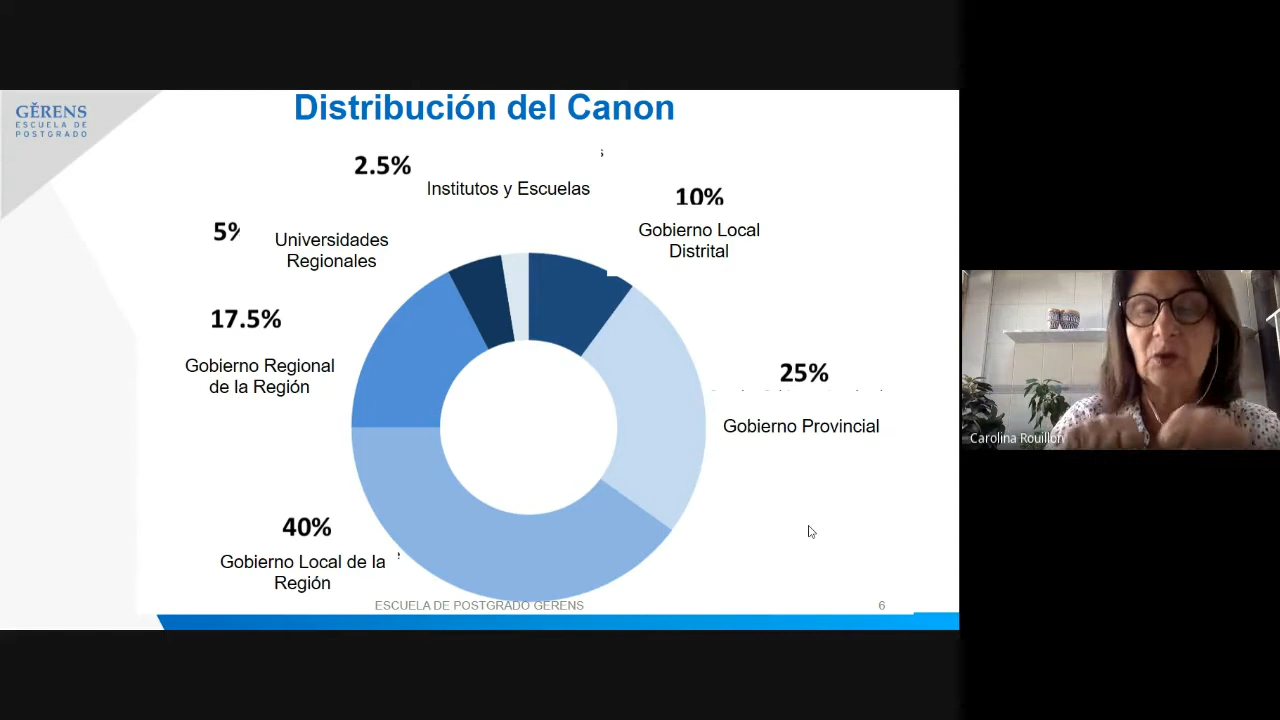 GĚRENS
ESCUELA DE
POSTGRADO
Distribución del Canon
2.5%
Institutos y Escuelas
10%
Gobierno Local
Distrital
5%
Universidades
Regionales
17.5%
Gobierno Regional
de la Región
25%
Gobierno Provincial
40%
Gobierno Local de la
Región
ESCUELA DE POSTGRADO GERENS
6
Carolina Rouillon